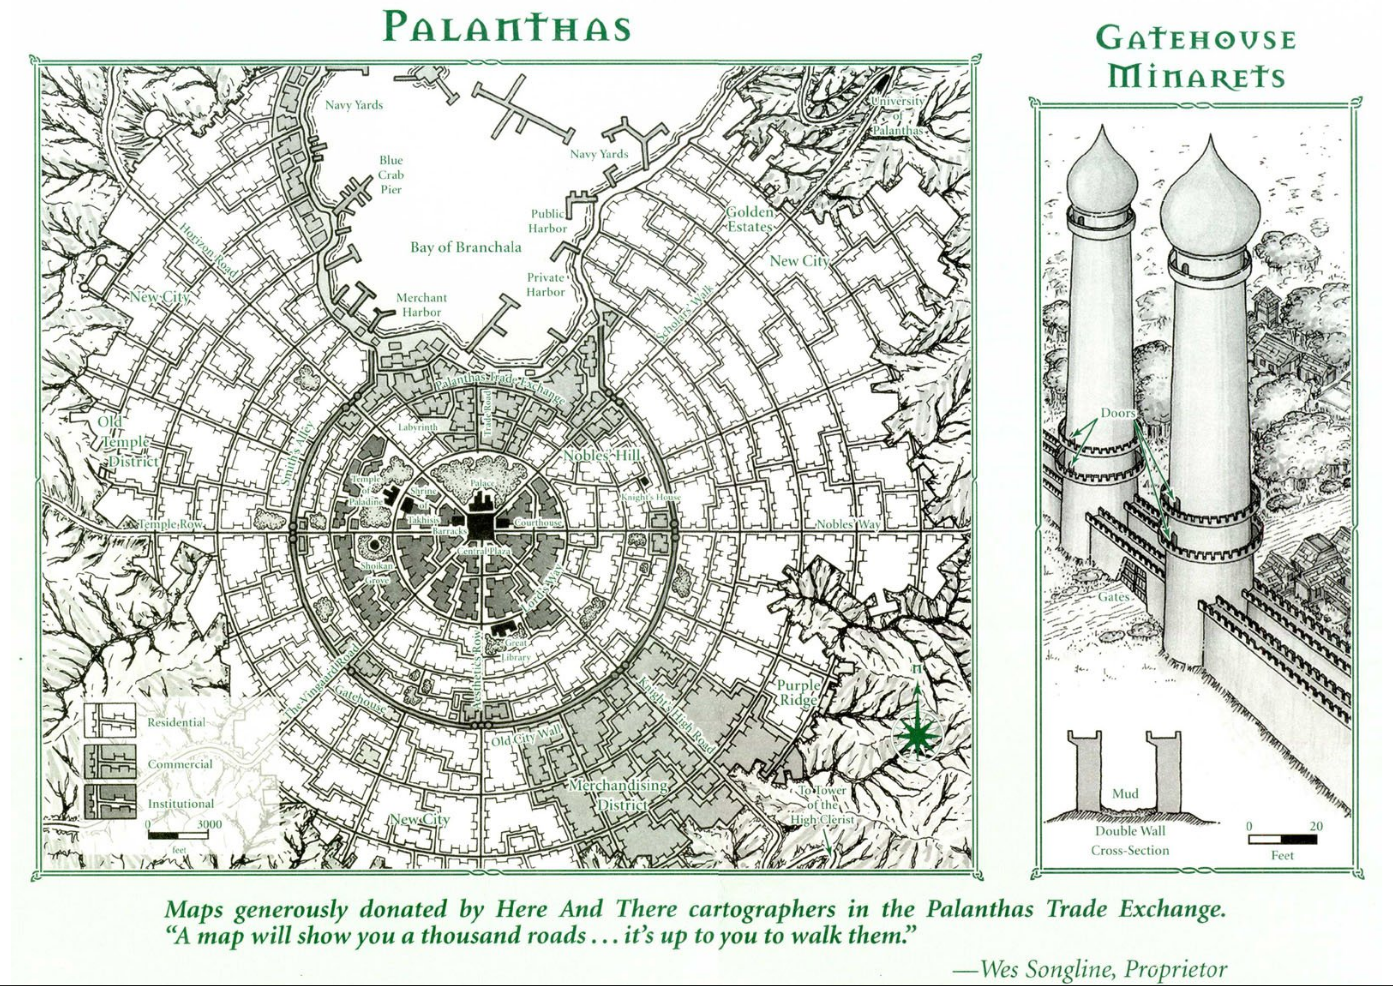 PALANTHAS
GATEHOUSE
MINARETS
Navy Yards
Blue
Crab
Pier
Navy Yards
University
of
Palanthas
Public
Harbor
Golden
Estates
Bay of Branchala
New City
Horizon Road
Private
Harbor
New City
Merchant
Harbor
Scholar's Walk
Palanthas Trade Exchange
Trade Road
Labyrinth
Old
Temple
District
Smith's Alley
Nobles' Hill
Temple
of
Paladine
Shrine
of
Takhisis
Palace
Knight's House
Temple Row
Barracks
Courthouse
Nobles' Way
Central Plaza
Shoikan
Grove
Great
Library
Aesthetic's Row
The Vingaard Road
Gatehouse
Knight's High Road
Purple
Ridge
n
Old City Wall
Merchandising
District
To Tower
of the
High Clerist
New City
Residential
Commercial
Institutional
0 3000
feet
Doors
Gates
Mud
Double Wall
Cross-Section
0 20
Feet
Maps generously donated by Here And There cartographers in the Palanthas Trade Exchange.
“A map will show you a thousand roads . . . it's up to you to walk them.”
—Wes Songline, Proprietor